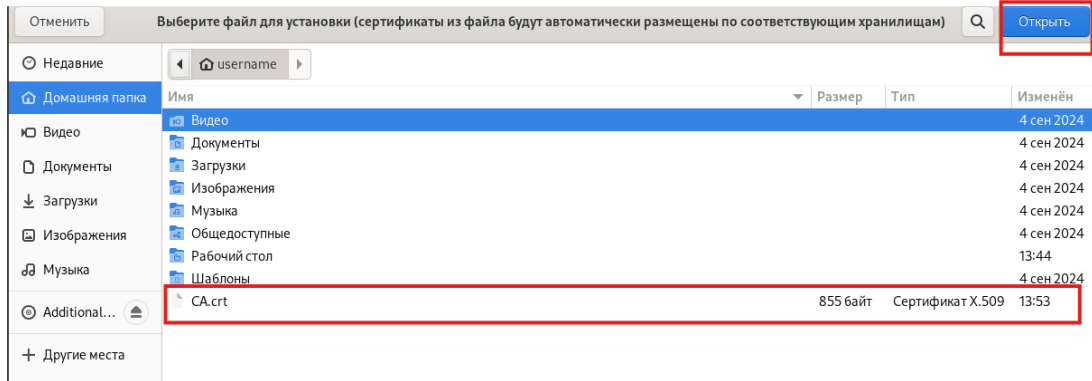 Отменить Выберите файл для установки (сертификаты из файла будут автоматически размещены по соответствующим хранилищам) Открыть
Недавние
Домашняя папка
Видео
Документы
Загрузки
Изображения
Музыка
Additional...
Другие места
username
Имя Размер Тип Изменён
Видео 4 сен 2024
Документы 4 сен 2024
Загрузки 4 сен 2024
Изображения 4 сен 2024
Музыка 4 сен 2024
Общедоступные 4 сен 2024
Рабочий стол 13:44
Шаблоны 4 сен 2024
CA.crt 855 байт Сертификат X.509 13:53